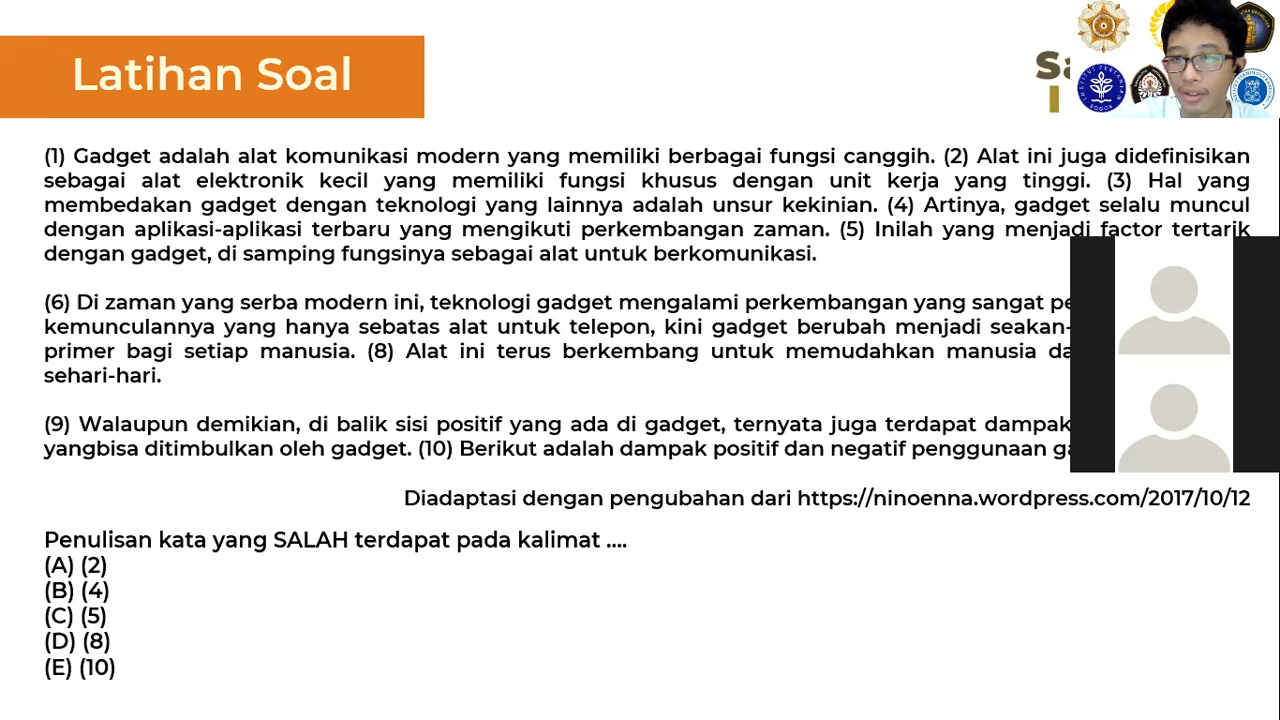 Latihan Soal
(1) Gadget adalah alat komunikasi modern yang memiliki berbagai fungsi canggih. (2) Alat ini juga didefinisikan
sebagai alat elektronik kecil yang memiliki fungsi khusus dengan unit kerja yang tinggi. (3) Hal yang
membedakan gadget dengan teknologi yang lainnya adalah unsur kekinian. (4) Artinya, gadget selalu muncul
dengan aplikasi-aplikasi terbaru yang mengikuti perkembangan zaman. (5) Inilah yang menjadi factor tertarik
dengan gadget, di samping fungsinya sebagai alat untuk berkomunikasi.
(6) Di zaman yang serba modern ini, teknologi gadget mengalami perkembangan yang sangat
kemunculannya yang hanya sebatas alat untuk telepon, kini gadget berubah menjadi seakan-
primer bagi setiap manusia. (8) Alat ini terus berkembang untuk memudahkan manusia
sehari-hari.
(9) Walaupun demikian, di balik sisi positif yang ada di gadget, ternyata juga terdapat dampak
yangbisa ditimbulkan oleh gadget. (10) Berikut adalah dampak positif dan negatif penggunaan
Diadaptasi dengan pengubahan dari https://ninoenna.wordpress.com/2017/10/12
Penulisan kata yang SALAH terdapat pada kalimat ....
(A) (2)
(B) (4)
(C) (5)
(D) (8)
(E) (10)